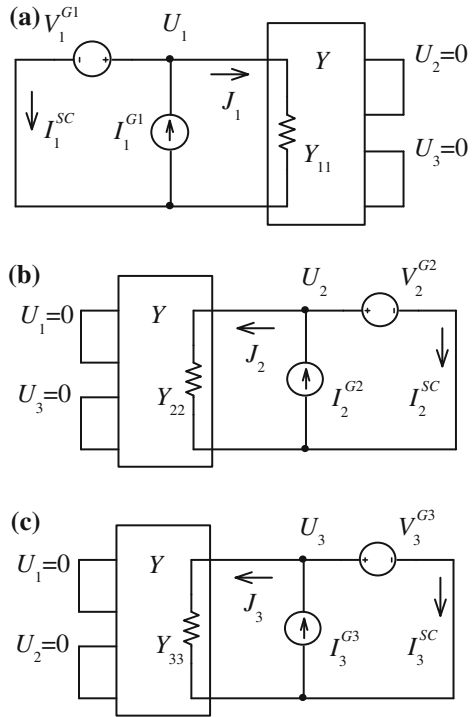 (a)
V_1^{G1}
U_1
Y
U_2=0
J_1
I_1^{SC}
I_1^{G1}
Y_11
U_3=0
(b)
U_1=0
Y
U_2
V_2^{G2}
J_2
U_3=0
Y_22
I_2^{G2}
I_2^{SC}
(c)
U_1=0
Y
U_3
V_3^{G3}
J_3
U_2=0
Y_33
I_3^{G3}
I_3^{SC}